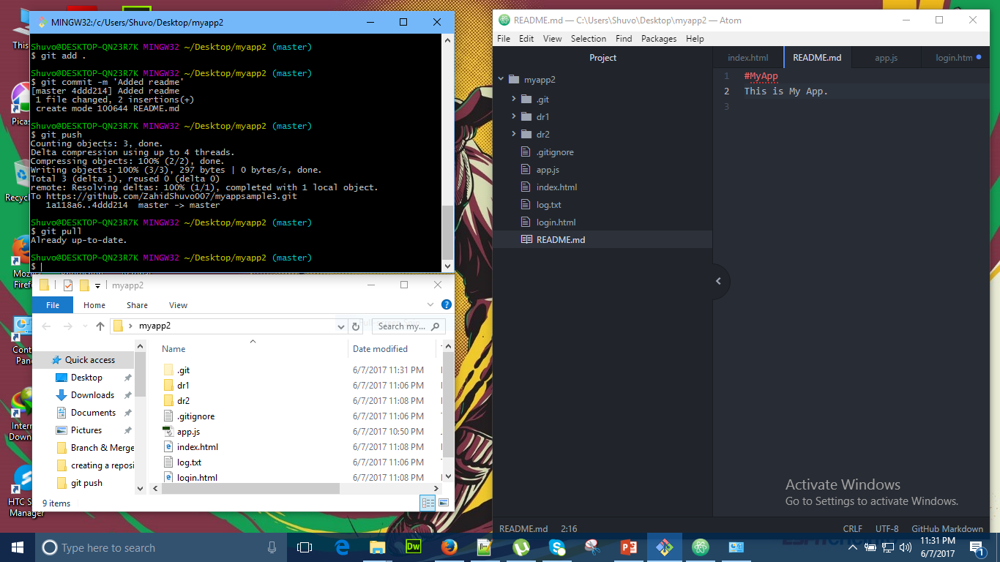 MINGW32:/c/Users/Shuvo/Desktop/myapp2
Shuvo@DESKTOP-QN23R7K MINGW32 ~/Desktop/myapp2 (master)
$ git add .
Shuvo@DESKTOP-QN23R7K MINGW32 ~/Desktop/myapp2 (master)
$ git commit -m 'Added readme'
[master 4ddd214] Added readme
1 file changed, 2 insertions(+)
create mode 100644 README.md
Shuvo@DESKTOP-QN23R7K MINGW32 ~/Desktop/myapp2 (master)
$ git push
Counting objects: 3, done.
Delta compression using up to 4 threads.
Compressing objects: 100% (2/2), done.
Writing objects: 100% (3/3), 297 bytes | 0 bytes/s, done.
Total 3 (delta 1), reused 0 (delta 0)
remote: Resolving deltas: 100% (1/1), completed with 1 local object.
To https://github.com/ZahidShuvo007/myappsample3.git
1a118a6..4ddd214  master -> master
Shuvo@DESKTOP-QN23R7K MINGW32 ~/Desktop/myapp2 (master)
$ git pull
Already up-to-date.
Shuvo@DESKTOP-QN23R7K MINGW32 ~/Desktop/myapp2 (master)
$
This
Picas
Recycl
Mozi
Firef
Cont
Pane
Intern
Down
HTC S
Manager
myapp2
File Home Share View
myapp2
Search my...
Quick access
Desktop
Downloads
Documents
Pictures
Branch & Merge
creating a reposi
git push
Name Date modified
.git 6/7/2017 11:31 PM
dr1 6/7/2017 11:06 PM
dr2 6/7/2017 11:08 PM
.gitignore 6/7/2017 11:06 PM
app.js 6/7/2017 10:50 PM
index.html 6/7/2017 11:08 PM
log.txt 6/7/2017 11:06 PM
login.html 6/7/2017 11:08 PM
9 items
README.md — C:\Users\Shuvo\Desktop\myapp2 — Atom
File Edit View Selection Find Packages Help
Project
myapp2
.git
dr1
dr2
.gitignore
app.js
index.html
log.txt
login.html
README.md
index.html README.md app.js login.htm
1 #MyApp
2 This is My App.
3
Activate Windows
Go to Settings to activate Windows.
README.md 2:16 CRLF UTF-8 GitHub Markdown
Type here to search
Dw
11:31 PM
6/7/2017
1